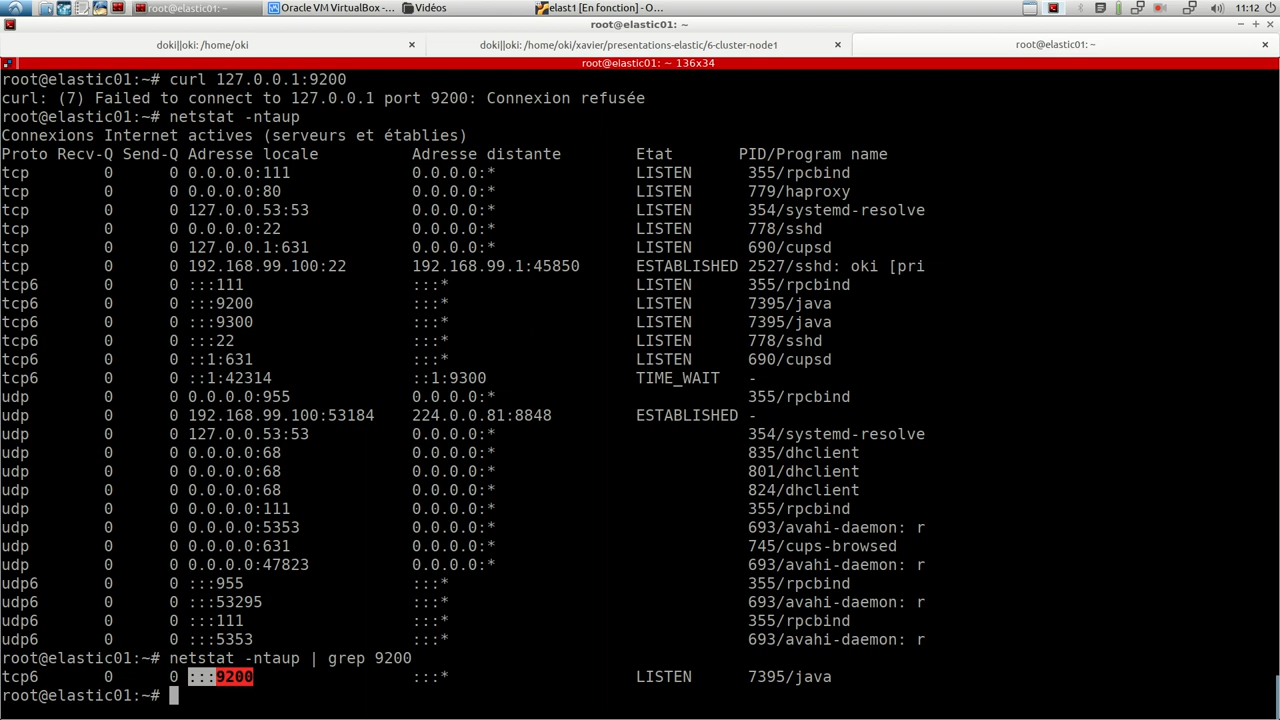 root@elastic01: ~
Oracle VM VirtualBox -...
Vidéos
elast1 [En fonction] - O...
11:12
root@elastic01: ~
doki||oki: /home/oki
doki||oki: /home/oki/xavier/presentations-elastic/6-cluster-node1
root@elastic01: ~
root@elastic01: ~ 136x34
root@elastic01:~# curl 127.0.0.1:9200
curl: (7) Failed to connect to 127.0.0.1 port 9200: Connexion refusée
root@elastic01:~# netstat -ntaup
Connexions Internet actives (serveurs et établies)
Proto Recv-Q Send-Q Adresse locale Adresse distante Etat PID/Program name
tcp 0 0 0.0.0.0:111 0.0.0.0:* LISTEN 355/rpcbind
tcp 0 0 0.0.0.0:80 0.0.0.0:* LISTEN 779/haproxy
tcp 0 0 127.0.0.53:53 0.0.0.0:* LISTEN 354/systemd-resolve
tcp 0 0 0.0.0.0:22 0.0.0.0:* LISTEN 778/sshd
tcp 0 0 127.0.0.1:631 0.0.0.0:* LISTEN 690/cupsd
tcp 0 0 192.168.99.100:22 192.168.99.1:45850 ESTABLISHED 2527/sshd: oki [pri
tcp6 0 0 :::111 :::* LISTEN 355/rpcbind
tcp6 0 0 :::9200 :::* LISTEN 7395/java
tcp6 0 0 :::9300 :::* LISTEN 7395/java
tcp6 0 0 :::22 :::* LISTEN 778/sshd
tcp6 0 0 ::1:631 :::* LISTEN 690/cupsd
tcp6 0 0 ::1:42314 ::1:9300 TIME_WAIT -
udp 0 0 0.0.0.0:955 0.0.0.0:* 355/rpcbind
udp 0 0 192.168.99.100:53184 224.0.0.81:8848 ESTABLISHED -
udp 0 0 127.0.0.53:53 0.0.0.0:* 354/systemd-resolve
udp 0 0 0.0.0.0:68 0.0.0.0:* 835/dhclient
udp 0 0 0.0.0.0:68 0.0.0.0:* 801/dhclient
udp 0 0 0.0.0.0:68 0.0.0.0:* 824/dhclient
udp 0 0 0.0.0.0:111 0.0.0.0:* 355/rpcbind
udp 0 0 0.0.0.0:5353 0.0.0.0:* 693/avahi-daemon: r
udp 0 0 0.0.0.0:631 0.0.0.0:* 745/cups-browsed
udp 0 0 0.0.0.0:47823 0.0.0.0:* 693/avahi-daemon: r
udp6 0 0 :::955 :::* 355/rpcbind
udp6 0 0 :::53295 :::* 693/avahi-daemon: r
udp6 0 0 :::111 :::* 355/rpcbind
udp6 0 0 :::5353 :::* 693/avahi-daemon: r
root@elastic01:~# netstat -ntaup | grep 9200
tcp6 0 0 :::9200 :::* LISTEN 7395/java
root@elastic01:~#